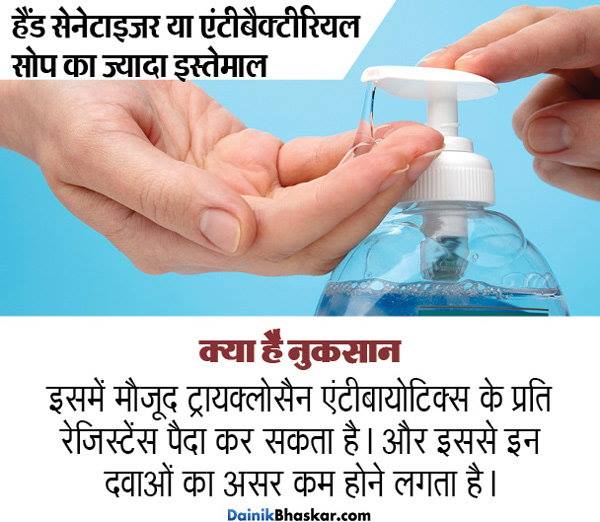 हैंड सेनेटाइजर या एंटीबैक्टीरियल
सोप का ज्यादा इस्तेमाल
क्या है नुकसान
इसमें मौजूद ट्रायक्लोसैन एंटीबायोटिक्स के प्रति
रेजिस्टेंस पैदा कर सकता है। और इससे इन
दवाओं का असर कम होने लगता है।
DainikBhaskar.com